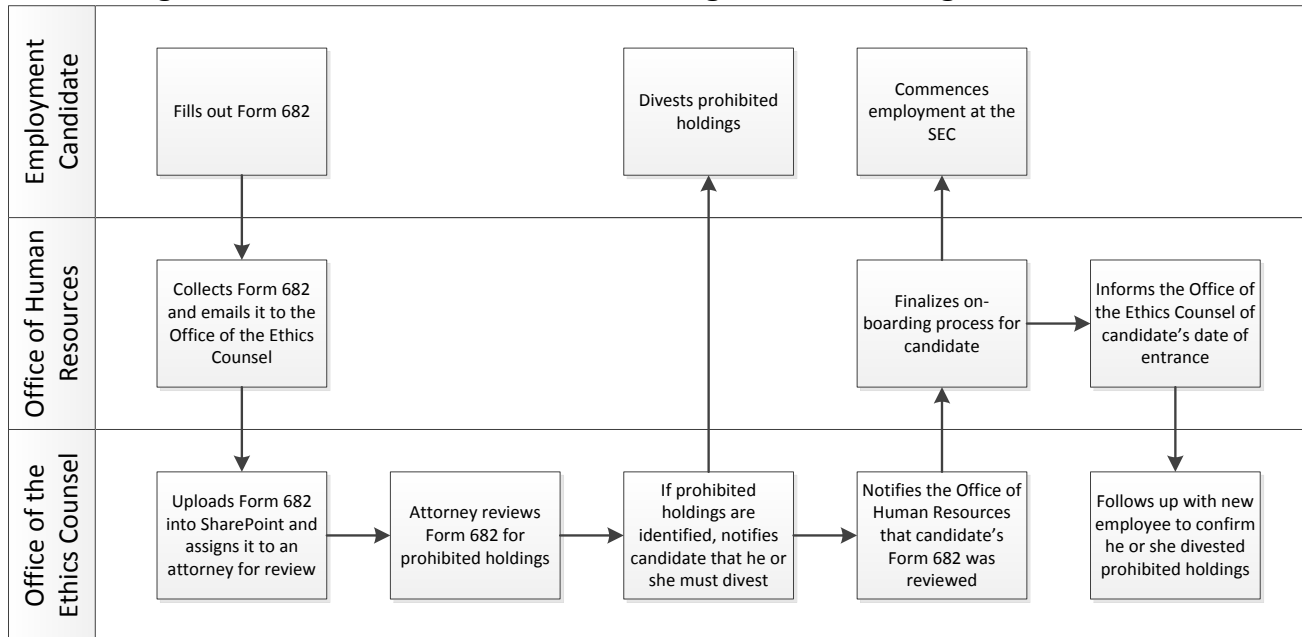 Employment
Candidate
Fills out Form 682
Divests prohibited
holdings
Commences
employment at the
SEC
Office of Human
Resources
Collects Form 682
and emails it to the
Office of the Ethics
Counsel
Finalizes on-
boarding process for
candidate
Informs the Office of
the Ethics Counsel of
candidate's date of
entrance
Office of the
Ethics Counsel
Uploads Form 682
into SharePoint and
assigns it to an
attorney for review
Attorney reviews
Form 682 for
prohibited holdings
If prohibited
holdings are
identified, notifies
candidate that he or
she must divest
Notifies the Office of
Human Resources
that candidate's
Form 682 was
reviewed
Follows up with new
employee to confirm
he or she divested
prohibited holdings